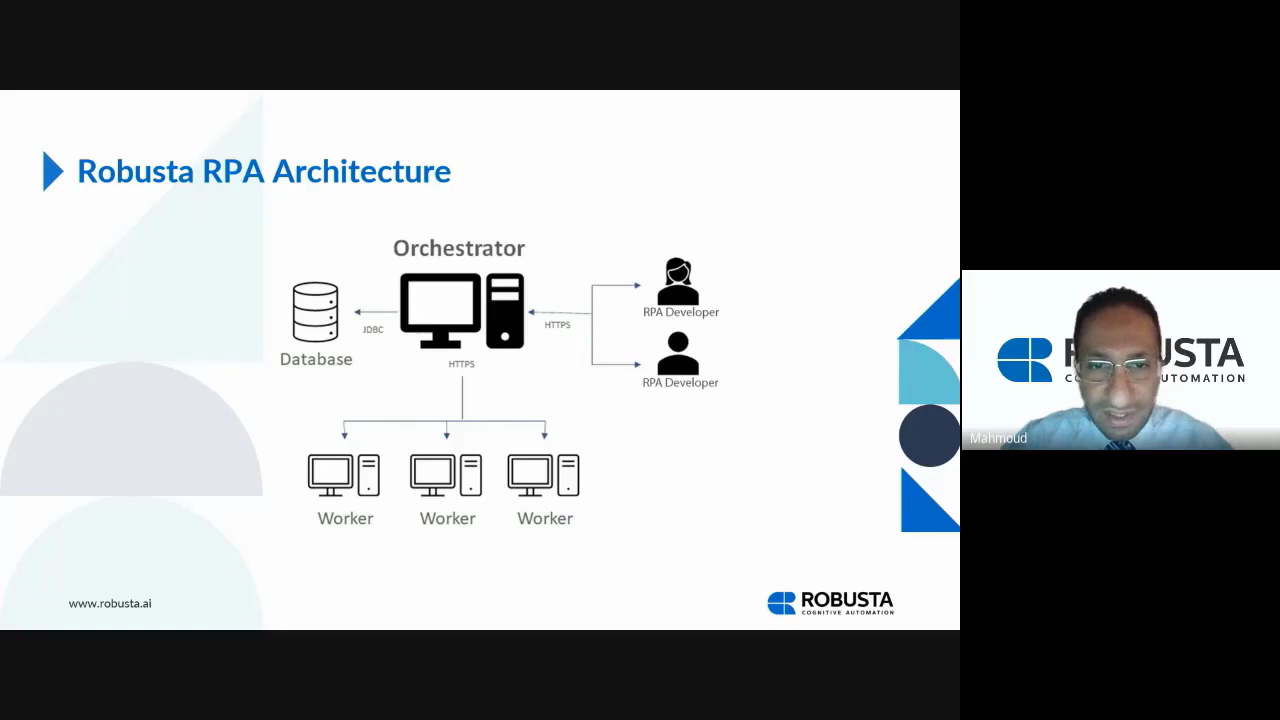 Robusta RPA Architecture
Orchestrator
Database
JDBC
HTTPS
HTTPS
RPA Developer
RPA Developer
Worker
Worker
Worker
www.robusta.ai
ROBUSTA
COGNITIVE AUTOMATION
Mahmoud